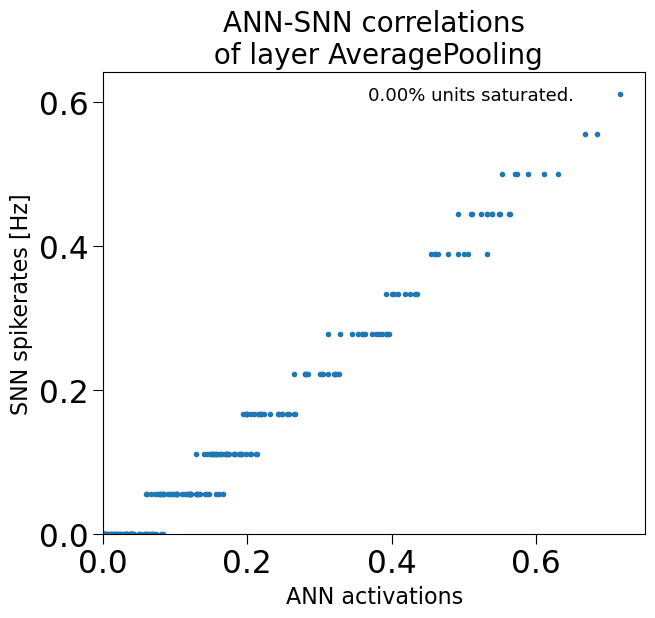 ANN-SNN correlations
of layer AveragePooling
0.00% units saturated.
0.6
0.4
0.2
0.0
SNN spikerates [Hz]
0.0 0.2 0.4 0.6
ANN activations